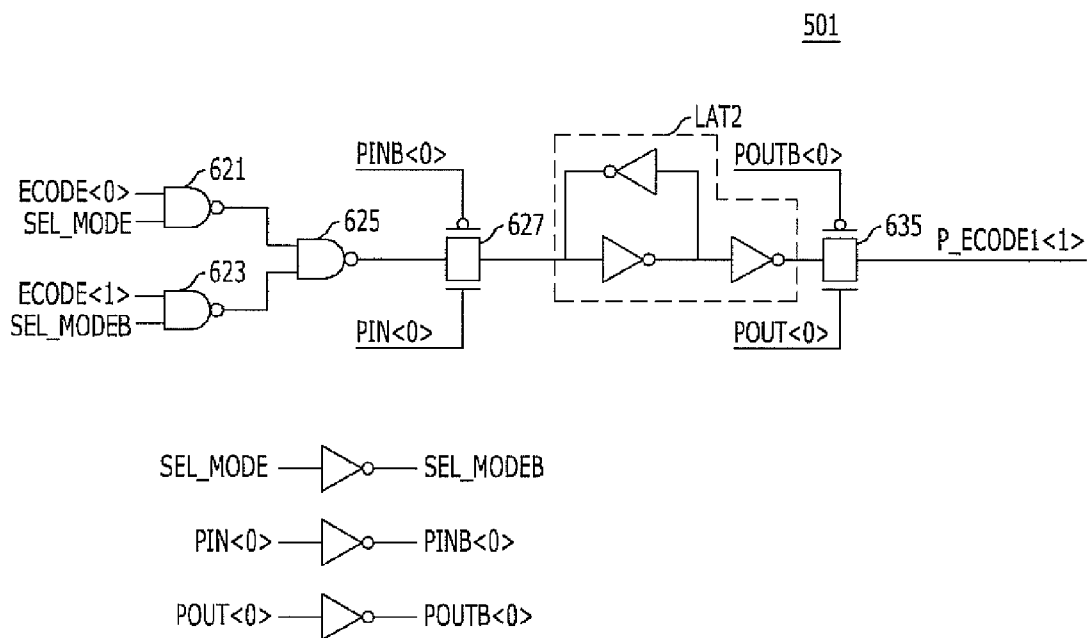 501
LAT2
PINB<0>
POUTB<0>
621
ECODE<0>
SEL_MODE
625
627
635
P_ECODE1<1>
623
ECODE<1>
SEL_MODEB
PIN<0>
POUT<0>
SEL_MODE SEL_MODEB
PIN<0> PINB<0>
POUT<0> POUTB<0>